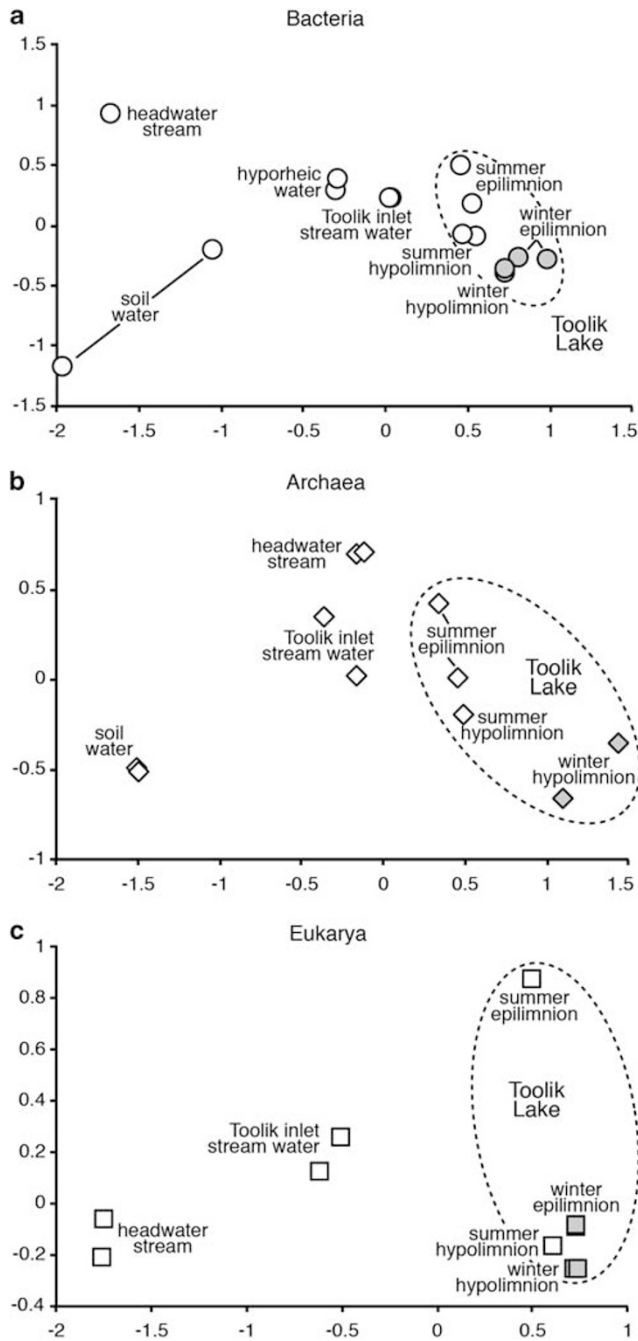 a
Bacteria
1.5
1
0.5
0
-0.5
-1
-1.5
headwater
stream
hyporheic
water
Toolik inlet
stream water
summer
epilimnion
winter
epilimnion
summer
hypolimnion
winter
hypolimnion
soil
water
Toolik
Lake
-2 -1.5 -1 -0.5 0 0.5 1 1.5
b
Archaea
1
0.5
0
-0.5
-1
headwater
stream
Toolik inlet
stream water
summer
epilimnion
Toolik
Lake
summer
hypolimnion
soil
water
winter
hypolimnion
-2 -1.5 -1 -0.5 0 0.5 1 1.5
c
Eukarya
1
0.8
0.6
0.4
0.2
0
-0.2
-0.4
summer
epilimnion
Toolik
Lake
Toolik inlet
stream water
winter
epilimnion
headwater
stream
summer
hypolimnion
winter
hypolimnion
-2 -1.5 -1 -0.5 0 0.5 1